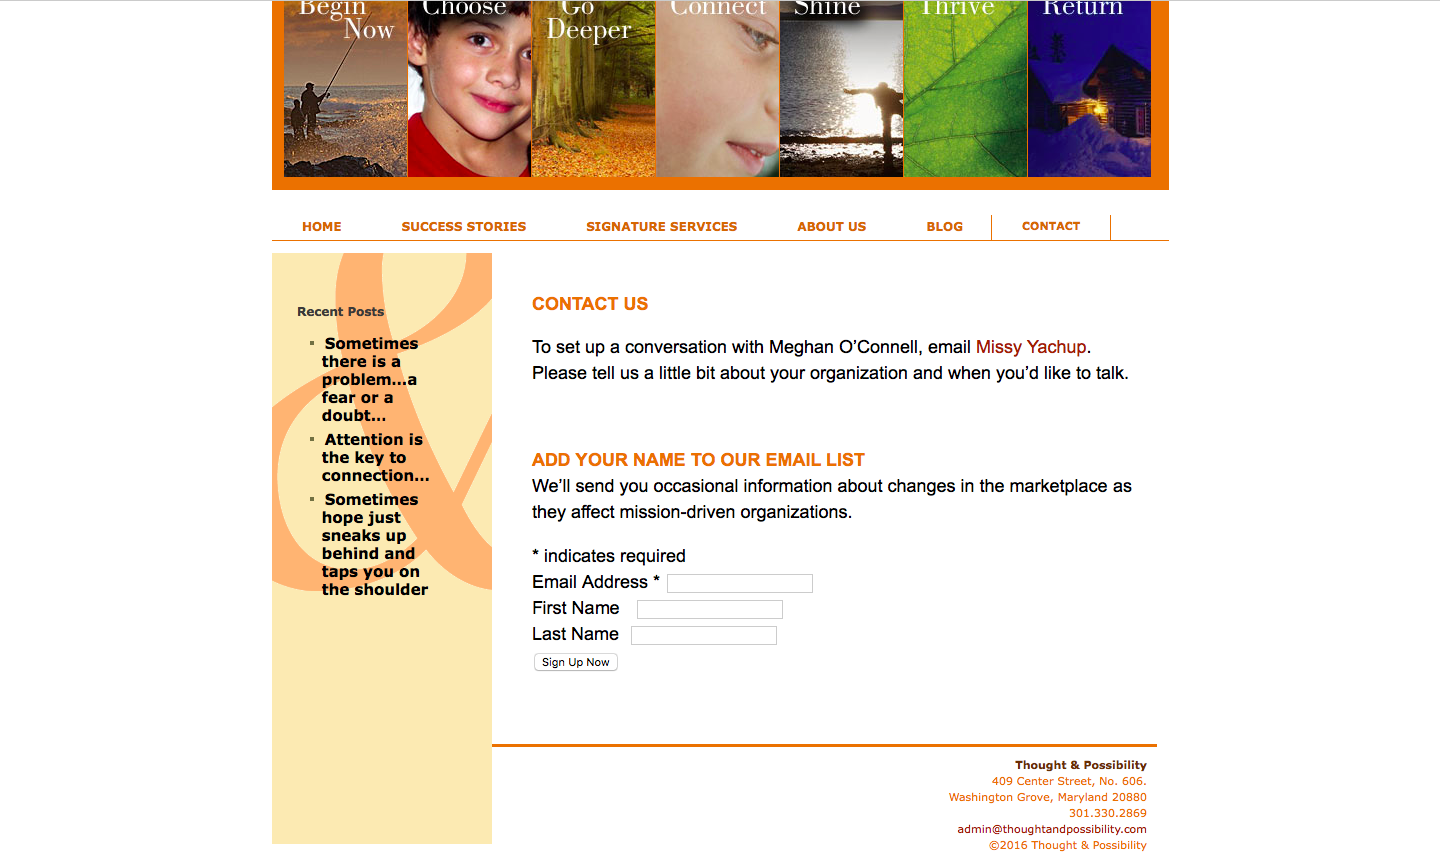 Begin
Now
Choose
Go
Deeper
Connect
Shine
Thrive
Return
HOME SUCCESS STORIES SIGNATURE SERVICES ABOUT US BLOG CONTACT
Recent Posts
Sometimes
there is a
problem...a
fear or a
doubt...
Attention is
the key to
connection...
Sometimes
hope just
sneaks up
behind and
taps you on
the shoulder
CONTACT US
To set up a conversation with Meghan O’Connell, email Missy Yachup.
Please tell us a little bit about your organization and when you’d like to talk.
ADD YOUR NAME TO OUR EMAIL LIST
We’ll send you occasional information about changes in the marketplace as
they affect mission-driven organizations.
* indicates required
Email Address *
First Name
Last Name
Sign Up Now
Thought & Possibility
409 Center Street, No. 606.
Washington Grove, Maryland 20880
301.330.2869
admin@thoughtandpossibility.com
©2016 Thought & Possibility